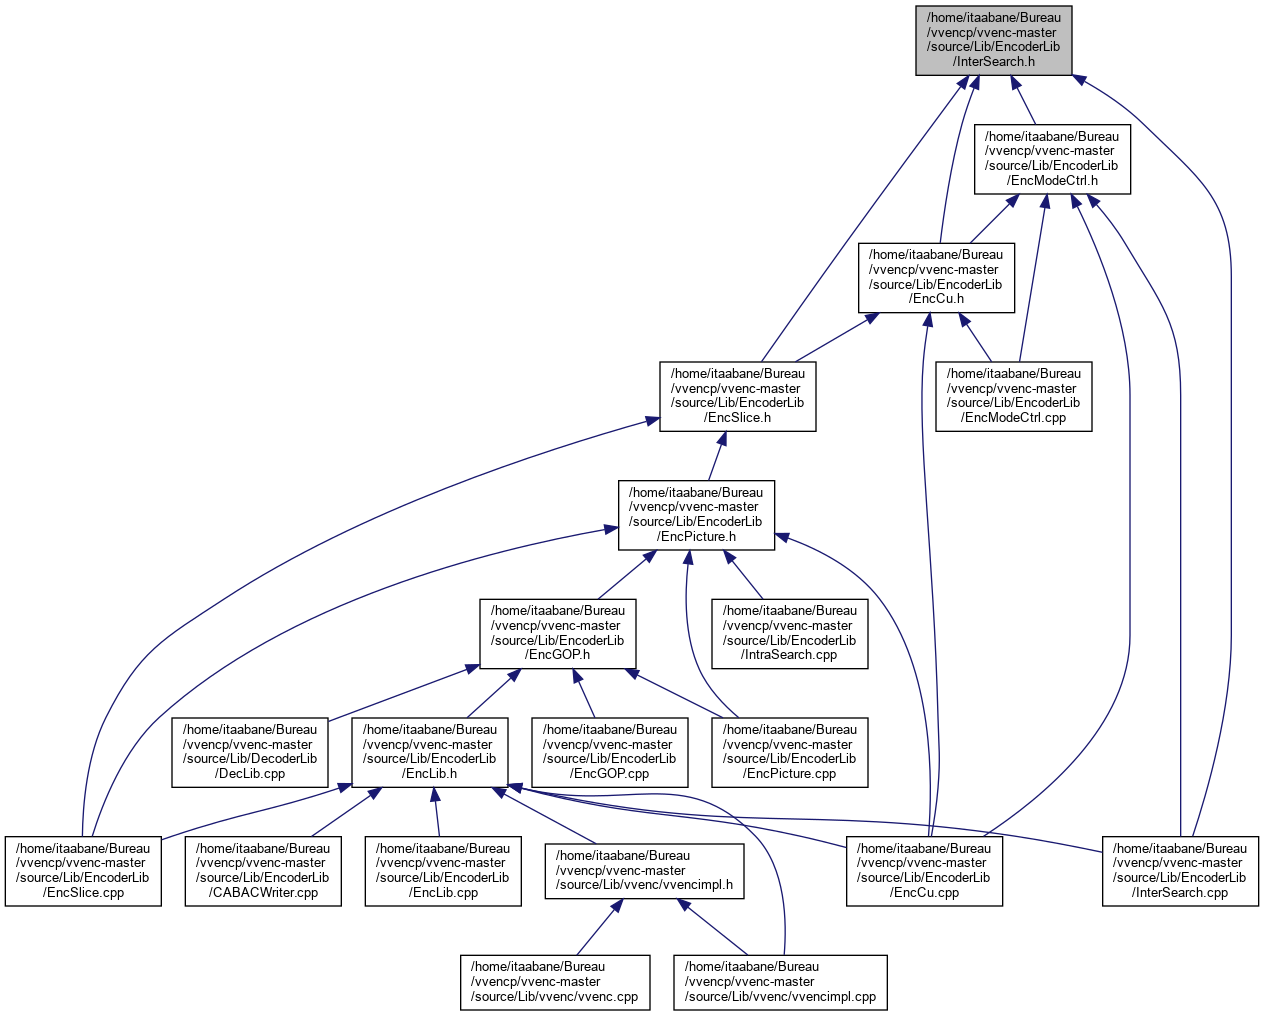 /home/itaabane/Bureau
/vvencp/vvenc-master
/source/Lib/EncoderLib
/InterSearch.h
/home/itaabane/Bureau
/vvencp/vvenc-master
/source/Lib/EncoderLib
/EncModeCtrl.h
/home/itaabane/Bureau
/vvencp/vvenc-master
/source/Lib/EncoderLib
/EncCu.h
/home/itaabane/Bureau
/vvencp/vvenc-master
/source/Lib/EncoderLib
/EncSlice.h
/home/itaabane/Bureau
/vvencp/vvenc-master
/source/Lib/EncoderLib
/EncModeCtrl.cpp
/home/itaabane/Bureau
/vvencp/vvenc-master
/source/Lib/EncoderLib
/EncPicture.h
/home/itaabane/Bureau
/vvencp/vvenc-master
/source/Lib/EncoderLib
/EncGOP.h
/home/itaabane/Bureau
/vvencp/vvenc-master
/source/Lib/EncoderLib
/IntraSearch.cpp
/home/itaabane/Bureau
/vvencp/vvenc-master
/source/Lib/DecoderLib
/DecLib.cpp
/home/itaabane/Bureau
/vvencp/vvenc-master
/source/Lib/EncoderLib
/EncLib.h
/home/itaabane/Bureau
/vvencp/vvenc-master
/source/Lib/EncoderLib
/EncGOP.cpp
/home/itaabane/Bureau
/vvencp/vvenc-master
/source/Lib/EncoderLib
/EncPicture.cpp
/home/itaabane/Bureau
/vvencp/vvenc-master
/source/Lib/EncoderLib
/EncSlice.cpp
/home/itaabane/Bureau
/vvencp/vvenc-master
/source/Lib/EncoderLib
/CABACWriter.cpp
/home/itaabane/Bureau
/vvencp/vvenc-master
/source/Lib/EncoderLib
/EncLib.cpp
/home/itaabane/Bureau
/vvencp/vvenc-master
/source/Lib/vvenc/vvencimpl.h
/home/itaabane/Bureau
/vvencp/vvenc-master
/source/Lib/EncoderLib
/EncCu.cpp
/home/itaabane/Bureau
/vvencp/vvenc-master
/source/Lib/EncoderLib
/InterSearch.cpp
/home/itaabane/Bureau
/vvencp/vvenc-master
/source/Lib/vvenc/vvenc.cpp
/home/itaabane/Bureau
/vvencp/vvenc-master
/source/Lib/vvenc/vvencimpl.cpp